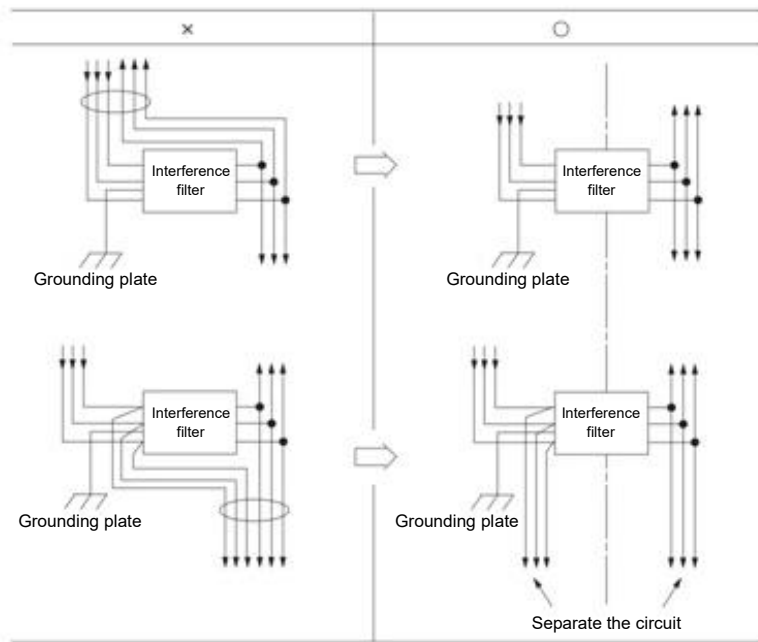 × ○
Interference
filter
Interference
filter
Grounding plate
Grounding plate
Interference
filter
Interference
filter
Grounding plate
Grounding plate
Separate the circuit